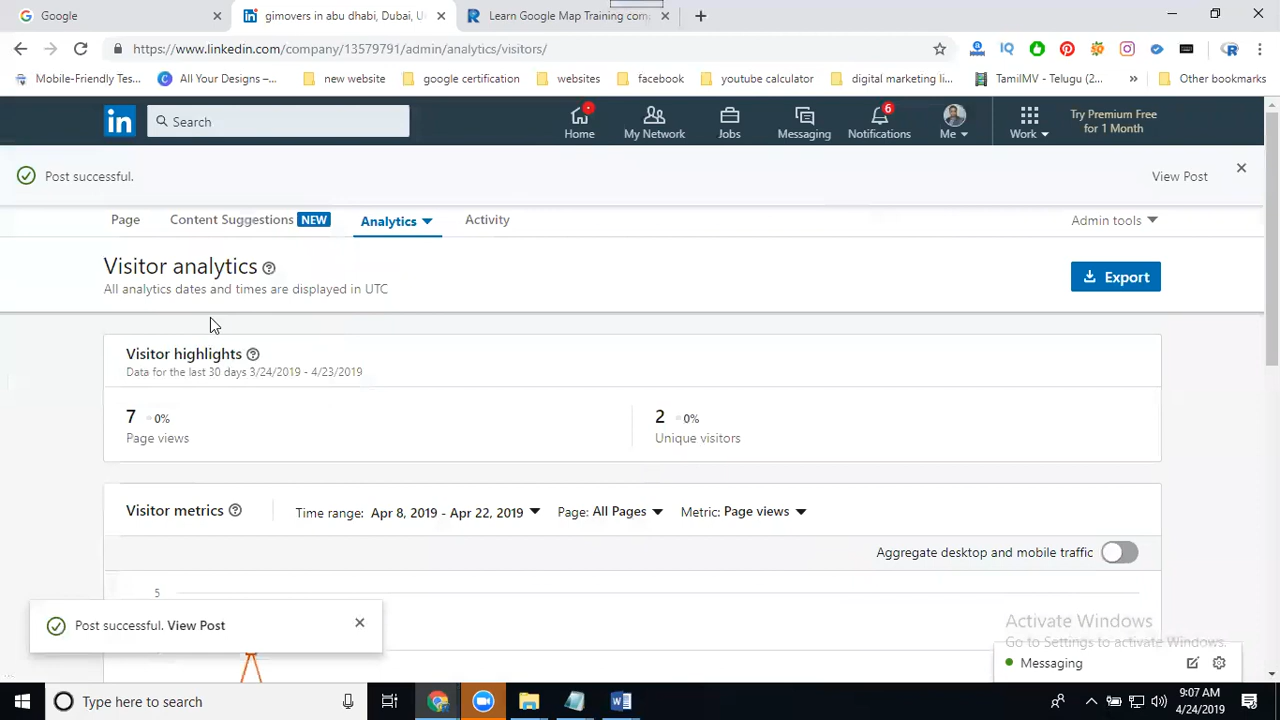 Google
gimovers in abu dhabi, Dubai, U
Learn Google Map Training com
https://www.linkedin.com/company/13579791/admin/analytics/visitors/
Mobile-Friendly Tes...
All Your Designs –...
new website
google certification
websites
facebook
youtube calculator
digital marketing li...
TamilMV - Telugu (2...
Other bookmarks
in
Search
Home
My Network
Jobs
Messaging
6
Notifications
Me
Work
Try Premium Free
for 1 Month
Post successful.
View Post
Page
Content Suggestions NEW
Analytics
Activity
Admin tools
Visitor analytics
All analytics dates and times are displayed in UTC
Export
Visitor highlights
Data for the last 30 days 3/24/2019 - 4/23/2019
7 0%
Page views
2 0%
Unique visitors
Visitor metrics
Time range: Apr 8, 2019 - Apr 22, 2019
Page: All Pages
Metric: Page views
Aggregate desktop and mobile traffic
5
Post successful. View Post
Activate Windows
Go to Settings to activate Windows.
Messaging
Type here to search
9:07 AM
4/24/2019